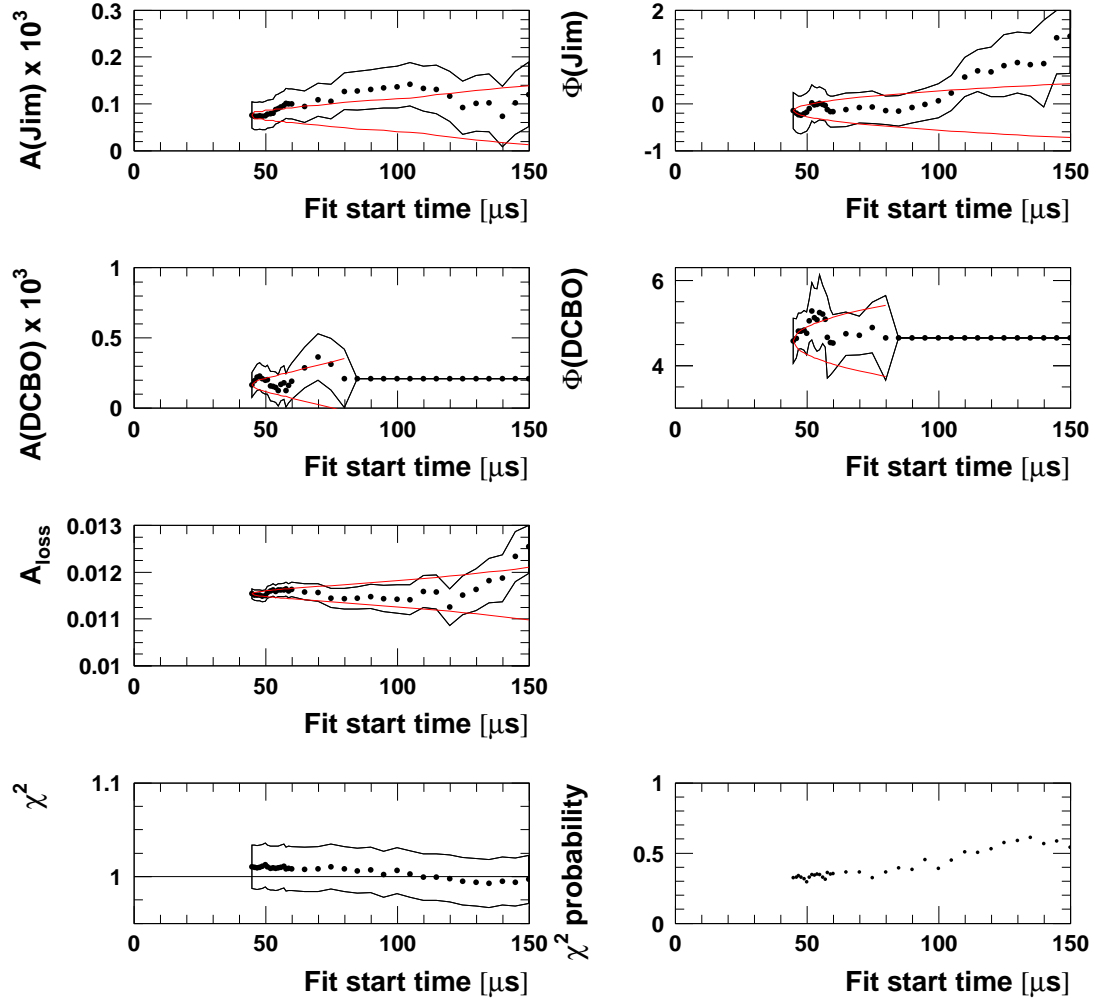 A(Jim) x 10³
0.3
0.2
0.1
0
0 50 100 150
Fit start time [μs]
Φ(Jim)
2
1
0
-1
0 50 100 150
Fit start time [μs]
A(DCBO) x 10³
1
0.5
0
0 50 100 150
Fit start time [μs]
Φ(DCBO)
6
4
0 50 100 150
Fit start time [μs]
A_loss
0.013
0.012
0.011
0.01
0 50 100 150
Fit start time [μs]
χ²
1.1
1
0 50 100 150
Fit start time [μs]
χ² probability
1
0.5
0
0 50 100 150
Fit start time [μs]